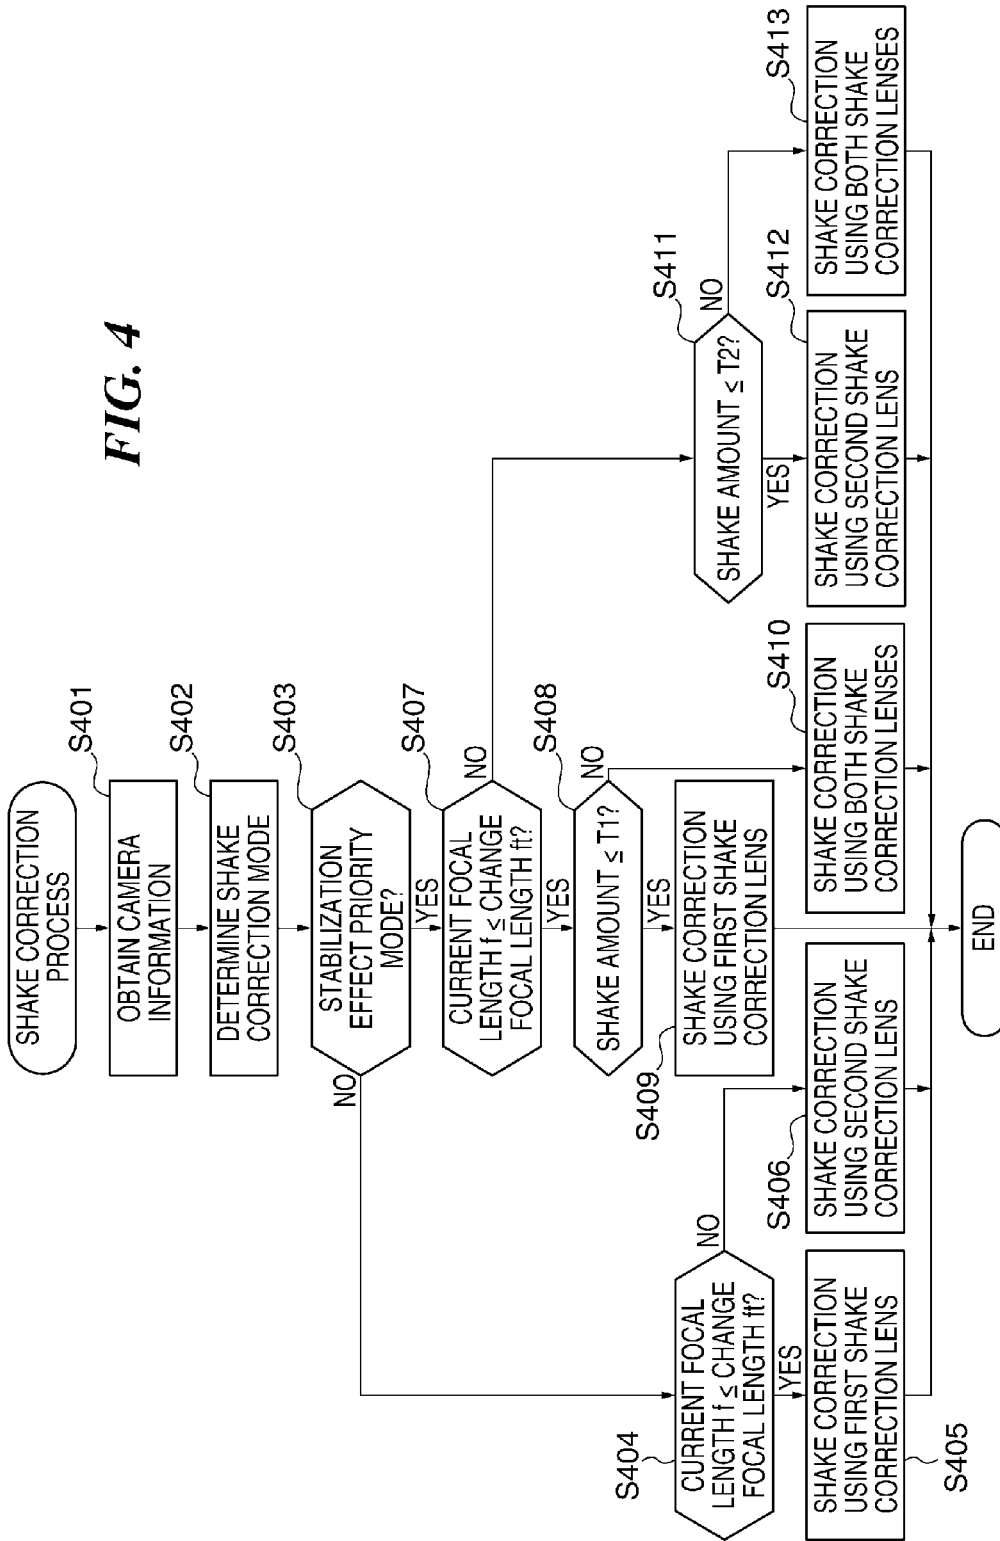 FIG. 4
SHAKE CORRECTION
PROCESS
S401
OBTAIN CAMERA
INFORMATION
S402
DETERMINE SHAKE
CORRECTION MODE
S403
STABILIZATION
EFFECT PRIORITY
MODE?
NO
YES
S404
CURRENT FOCAL
LENGTH f ≤ CHANGE
FOCAL LENGTH ft?
NO
YES
S405
SHAKE CORRECTION
USING FIRST SHAKE
CORRECTION LENS
S406
SHAKE CORRECTION
USING SECOND SHAKE
CORRECTION LENS
S407
CURRENT FOCAL
LENGTH f ≤ CHANGE
FOCAL LENGTH ft?
NO
YES
S408
SHAKE AMOUNT ≤ T1?
NO
YES
S409
SHAKE CORRECTION
USING FIRST SHAKE
CORRECTION LENS
S410
SHAKE CORRECTION
USING BOTH SHAKE
CORRECTION LENSES
S411
SHAKE AMOUNT ≤ T2?
NO
YES
S412
SHAKE CORRECTION
USING SECOND SHAKE
CORRECTION LENS
S413
SHAKE CORRECTION
USING BOTH SHAKE
CORRECTION LENSES
END